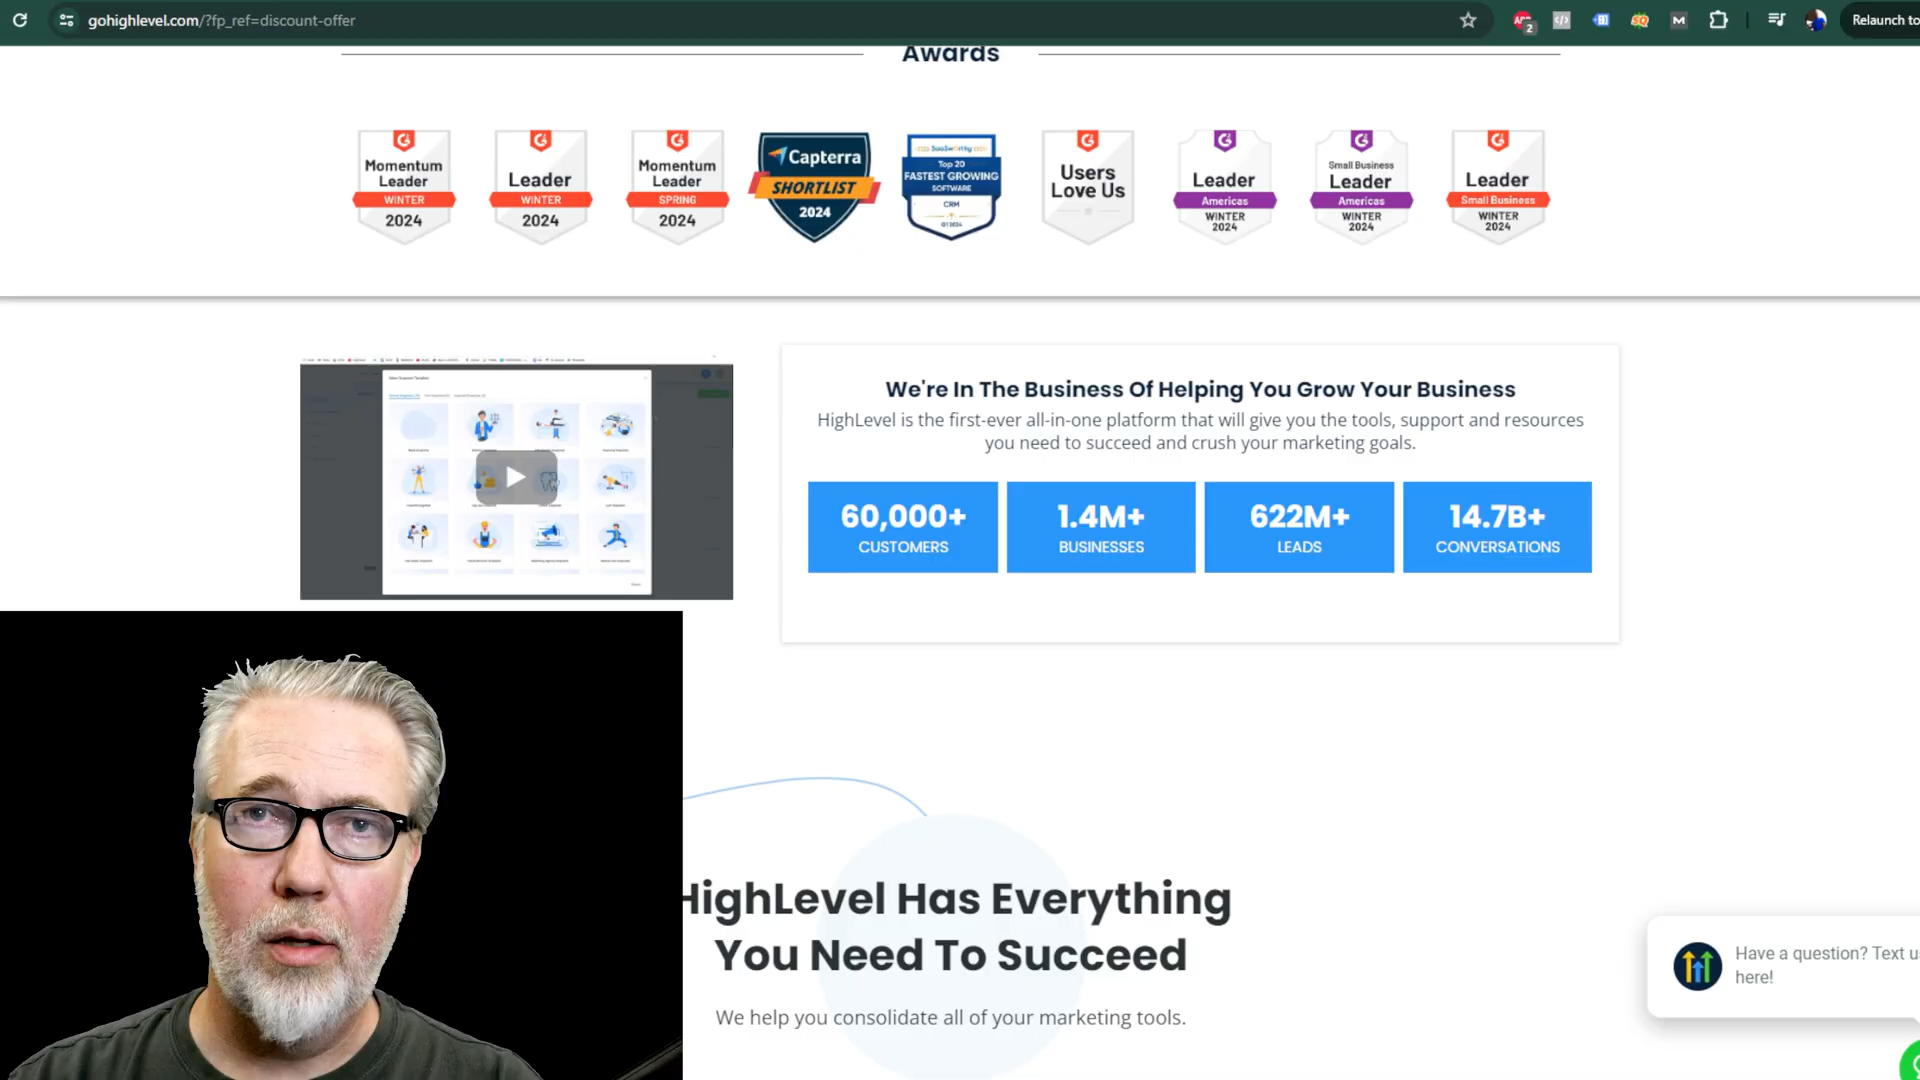 gohighlevel.com/?fp_ref=discount-offer
2
Relaunch to
Awards
Momentum
Leader
WINTER
2024
Leader
WINTER
2024
Momentum
Leader
SPRING
2024
Capterra
SHORTLIST
2024
SaaSworthy
Top 20
FASTEST GROWING
SOFTWARE
CRM
Q1 2024
Users
Love Us
Leader
Americas
WINTER
2024
Small Business
Leader
Americas
WINTER
2024
Leader
Small Business
WINTER
2024
We're In The Business Of Helping You Grow Your Business
HighLevel is the first-ever all-in-one platform that will give you the tools, support and resources
you need to succeed and crush your marketing goals.
60,000+
CUSTOMERS
1.4M+
BUSINESSES
622M+
LEADS
14.7B+
CONVERSATIONS
HighLevel Has Everything
You Need To Succeed
We help you consolidate all of your marketing tools.
Have a question? Text us
here!